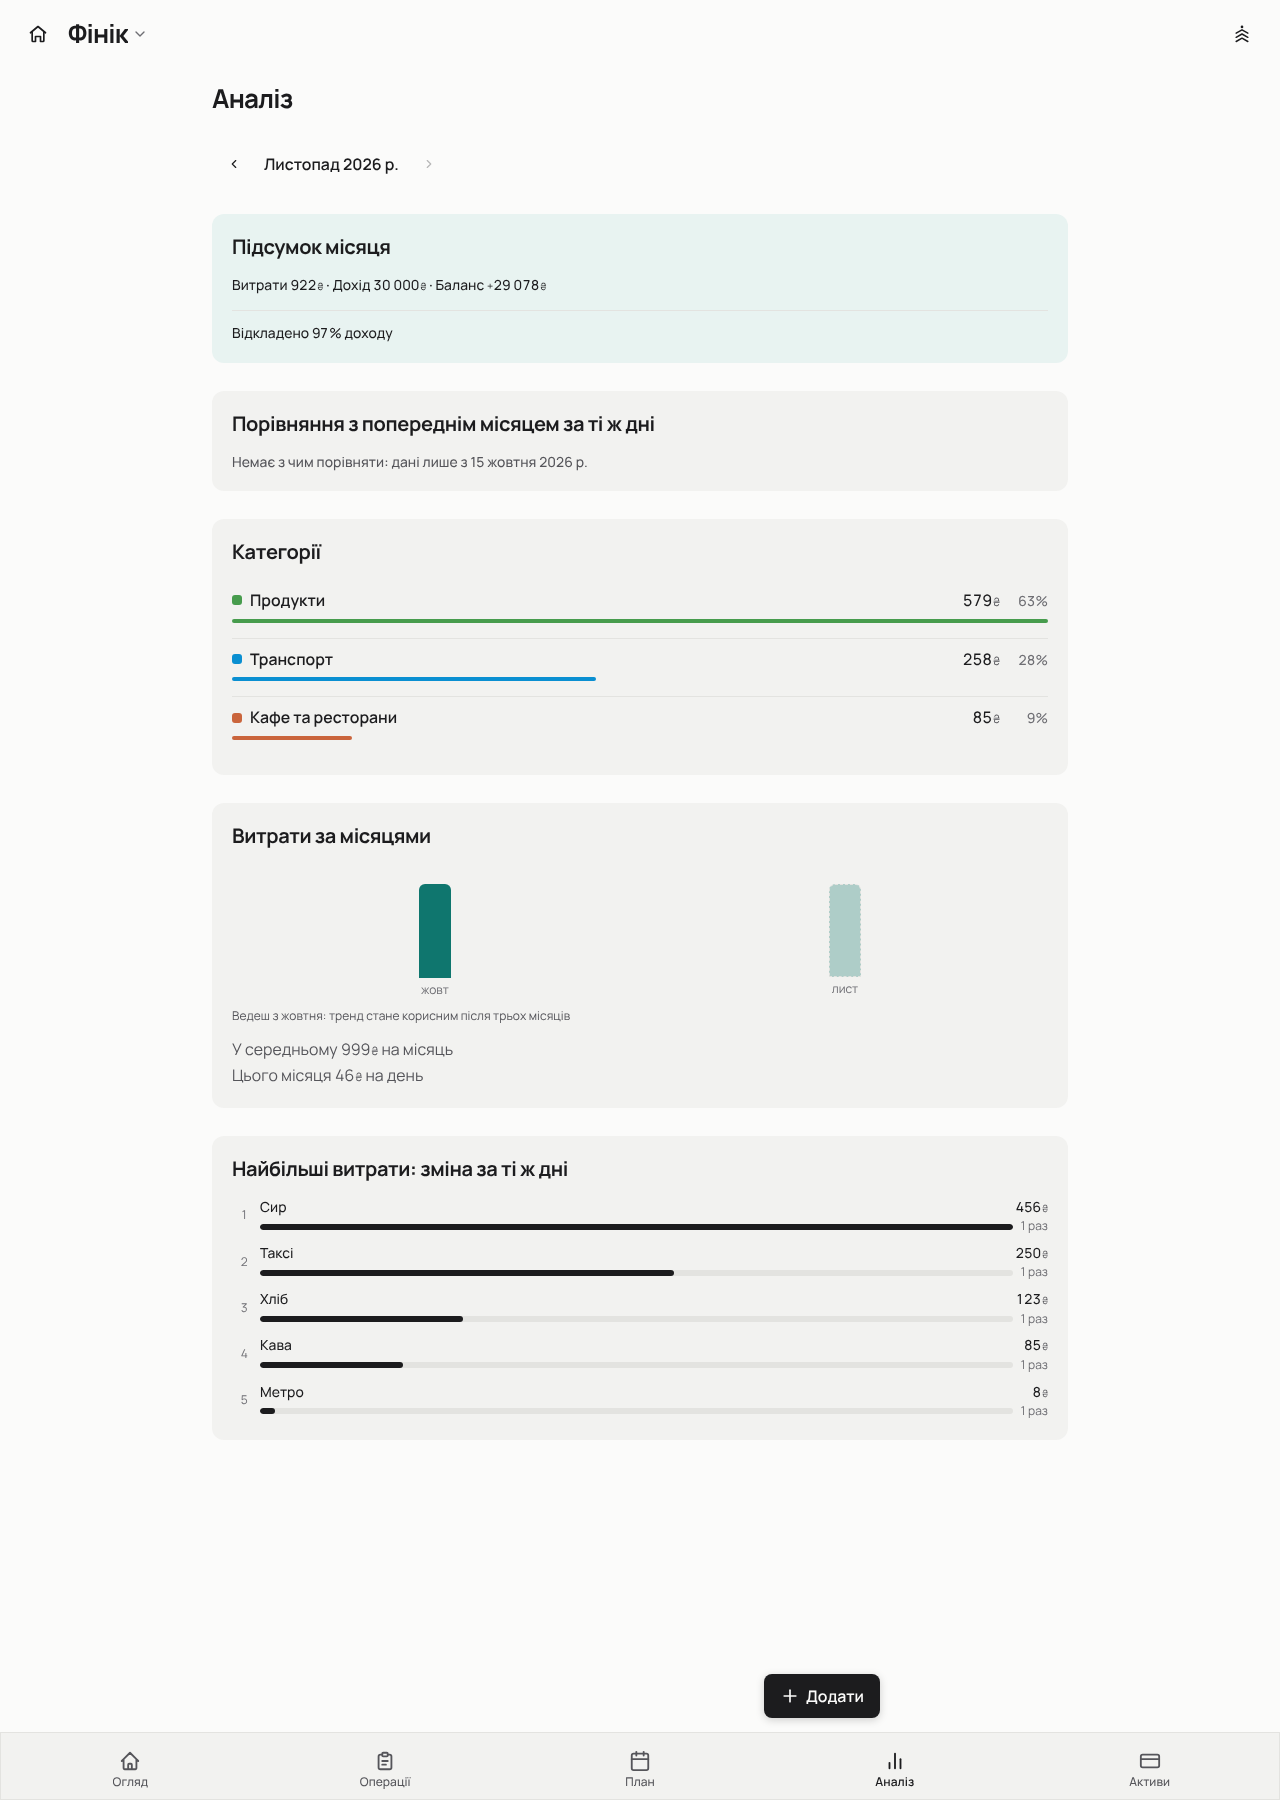 Фінік
Аналіз
Листопад 2026 р.
Підсумок місяця
Витрати 922₴ · Дохід 30 000₴ · Баланс +29 078₴
Відкладено 97 % доходу
Порівняння з попереднім місяцем за ті ж дні
Немає з чим порівняти: дані лише з 15 жовтня 2026 р.
Категорії
Продукти 579₴ 63%
Транспорт 258₴ 28%
Кафе та ресторани 85₴ 9%
Витрати за місяцями
жовт лист
Ведеш з жовтня: тренд стане корисним після трьох місяців
У середньому 999₴ на місяць
Цього місяця 46₴ на день
Найбільші витрати: зміна за ті ж дні
1 Сир 456₴
1 раз
2 Таксі 250₴
1 раз
3 Хліб 123₴
1 раз
4 Кава 85₴
1 раз
5 Метро 8₴
1 раз
Додати
Огляд Операції План Аналіз Активи